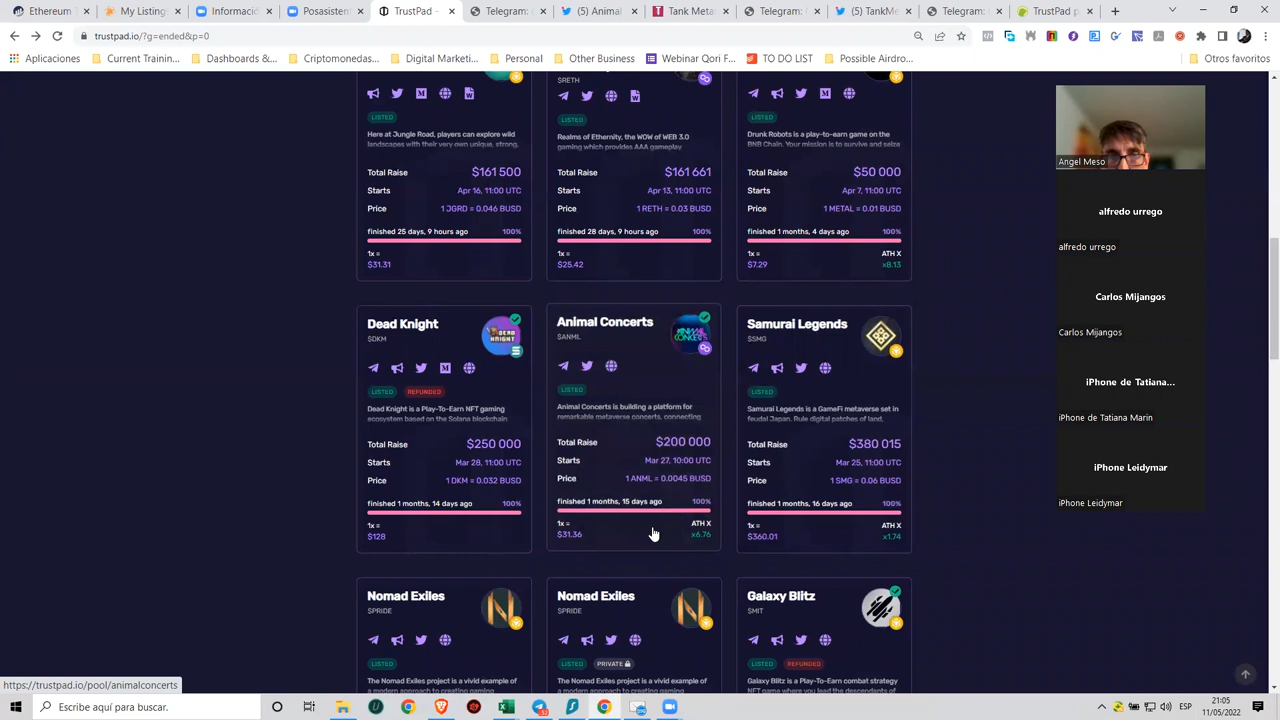 Ethereum
My Listing
Informació
Posaisten
TrustPad –
Telegram:
(5) Animal
Tank Meta
Telegram:
(5) TankMe
Telegram:
Trustpad:
trustpad.io/?g=ended&p=0
Aplicsiones
Current Trainin...
Dashboards &...
Criptomonedas...
Digital Marketi...
Personal
Other Business
Webinar Qori F...
TO DO LIST
Possible Airdro...
Otros favoritos
LISTED
Here at Jungle Road, players can explore wild
landscapes with their very own unique, strong,
Total Raise $161 500
Starts Apr 16, 11:00 UTC
Price 1 JGRD = 0.046 BUSD
finished 25 days, 9 hours ago 100%
1x =
$31.31
$RETH
LISTED
Realms of Ethernity, the WOW of WEB 3.0
gaming which provides AAA gameplay
Total Raise $161 661
Starts Apr 13, 11:00 UTC
Price 1 RETH = 0.03 BUSD
finished 28 days, 9 hours ago 100%
1x =
$25.42
LISTED
Drunk Robots is a play-to-earn game on the
BNB Chain. Your mission is to survive and seize
Total Raise $50 000
Starts Apr 7, 11:00 UTC
Price 1 METAL = 0.01 BUSD
finished 1 months, 4 days ago 100%
1x = ATH X
$7.29 x8.13
Dead Knight
$DKM
DEAD KNIGHT
LISTED REFUNDED
Dead Knight is a Play-To-Earn NFT gaming
ecosystem based on the Solana blockchain
Total Raise $250 000
Starts Mar 28, 11:00 UTC
Price 1 DKM = 0.032 BUSD
finished 1 months, 14 days ago 100%
1x =
$128
Animal Concerts
$ANML
ANIMAL CONCERTS
LISTED
Animal Concerts is building a platform for
remarkable metaverse concerts, connecting
Total Raise $200 000
Starts Mar 27, 10:00 UTC
Price 1 ANML = 0.0045 BUSD
finished 1 months, 15 days ago 100%
1x = ATH X
$31.36 x6.76
Samurai Legends
$SMG
LISTED
Samurai Legends is a GameFi metaverse set in
feudal Japan. Rule digital patches of land,
Total Raise $380 015
Starts Mar 25, 11:00 UTC
Price 1 SMG = 0.06 BUSD
finished 1 months, 16 days ago 100%
1x = ATH X
$360.01 x1.74
Nomad Exiles
$PRIDE
LISTED
The Nomad Exiles project is a vivid example of
a modern approach to creating gaming
Nomad Exiles
$PRIDE
LISTED PRIVATE
The Nomad Exiles project is a vivid example of
a modern approach to creating gaming
Galaxy Blitz
$MIT
LISTED REFUNDED
Galaxy Blitz is a Play-To-Earn combat strategy
NFT game where you lead the descendants of
Angel Meso
alfredo urrego
alfredo urrego
Carlos Mijangos
Carlos Mijangos
iPhone de Tatiana...
iPhone de Tatiana Marin
iPhone Leidymar
iPhone Leidymar
https://trustpad.io/pool/animalconcerts
Escribe aquí para buscar.
ESP
21:05
11/05/2022